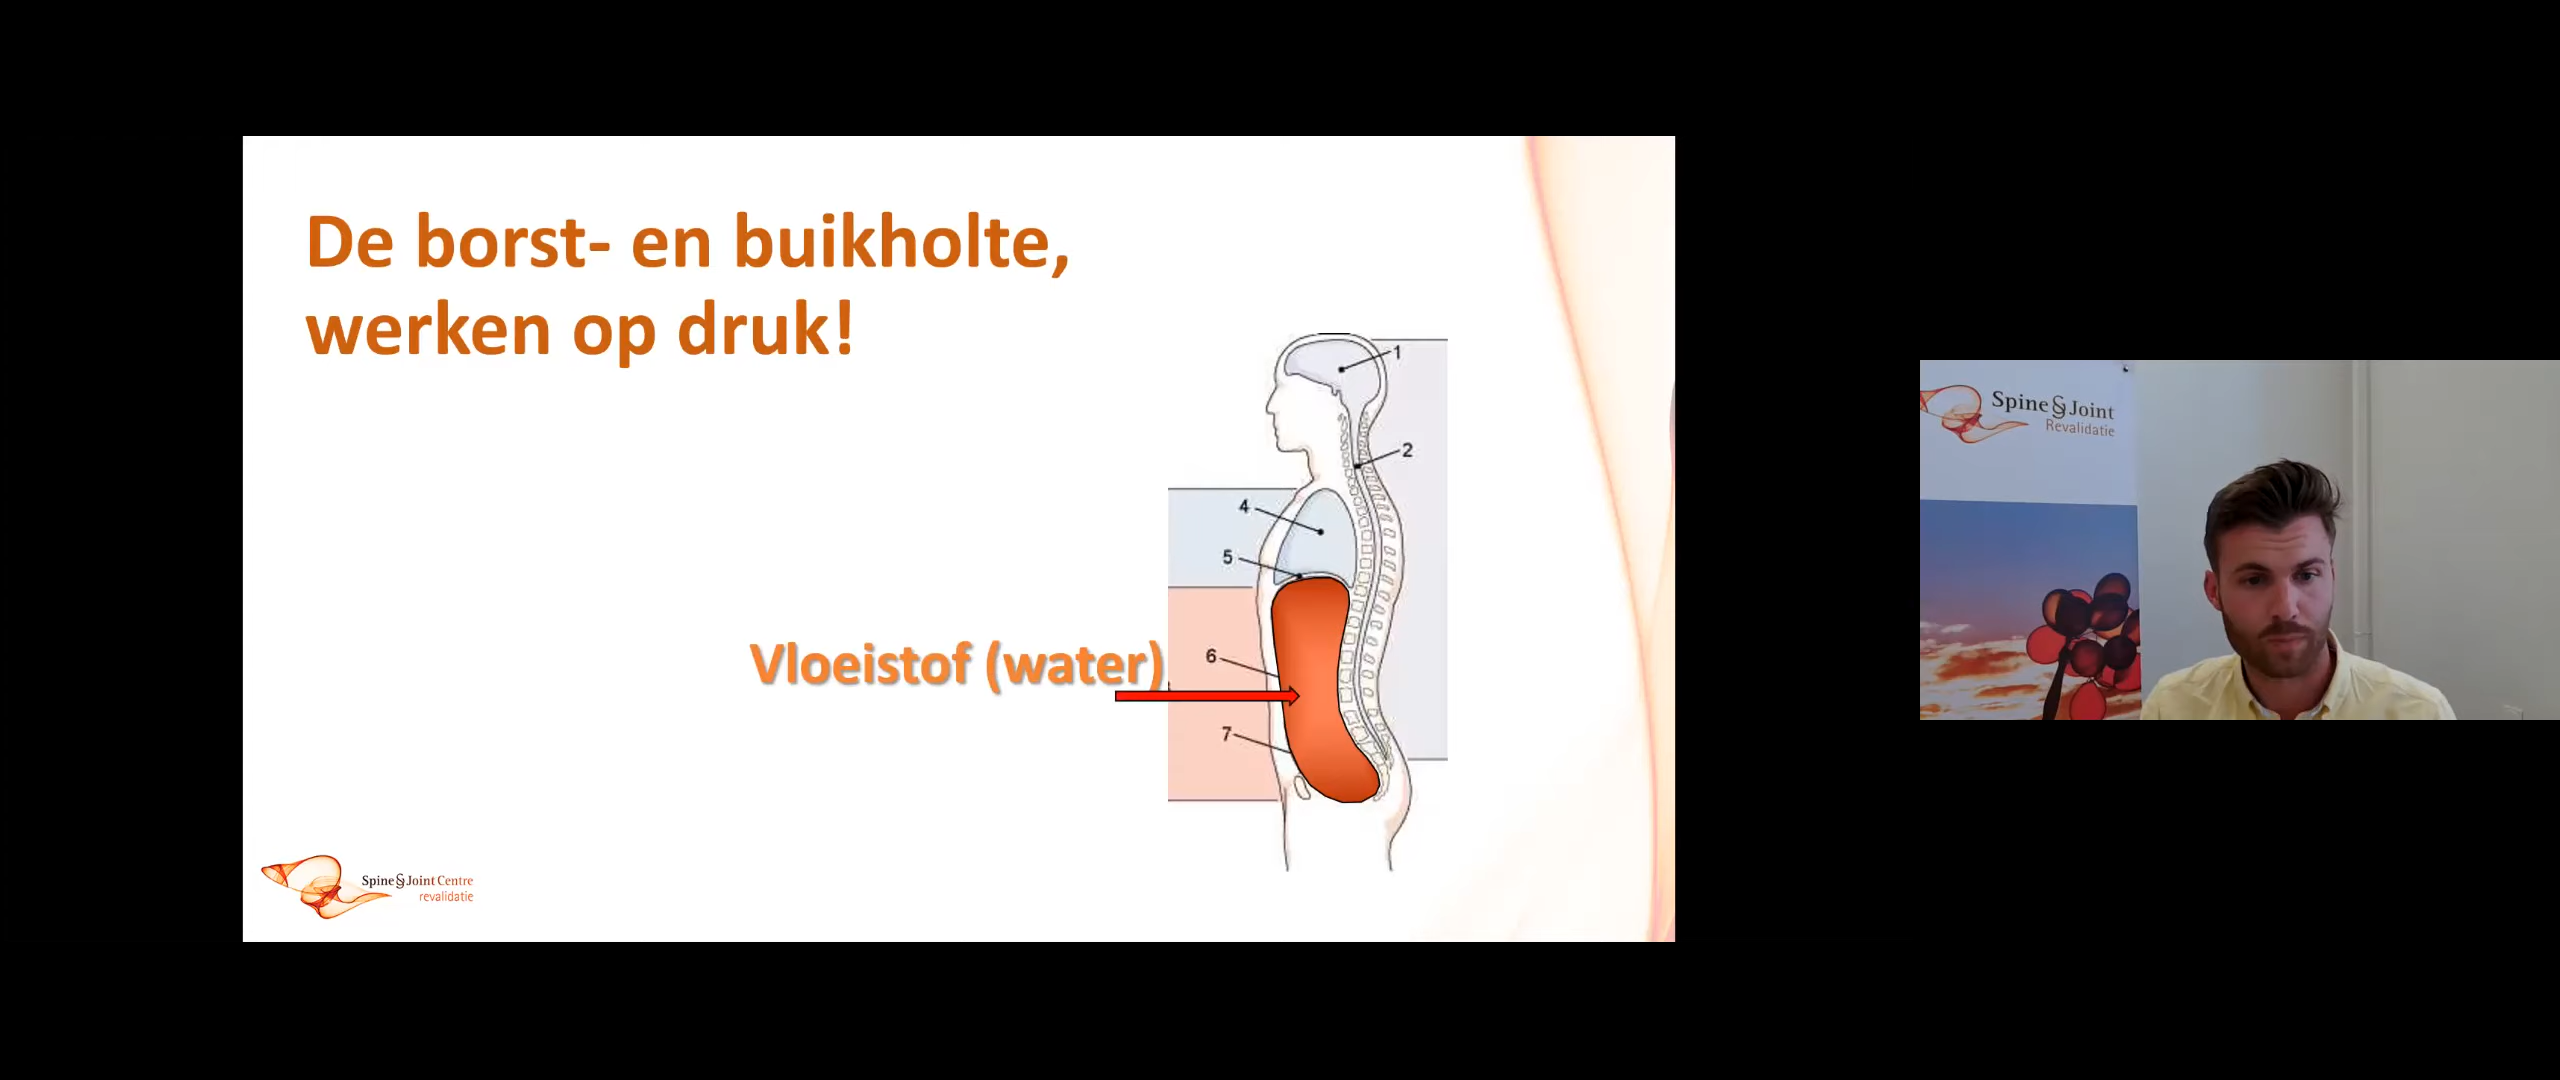 De borst- en buikholte,
werken op druk!
1
2
4
5
Vloeistof (water)
6
7
Spine & Joint Centre
revalidatie
Spine & Joint
Revalidatie